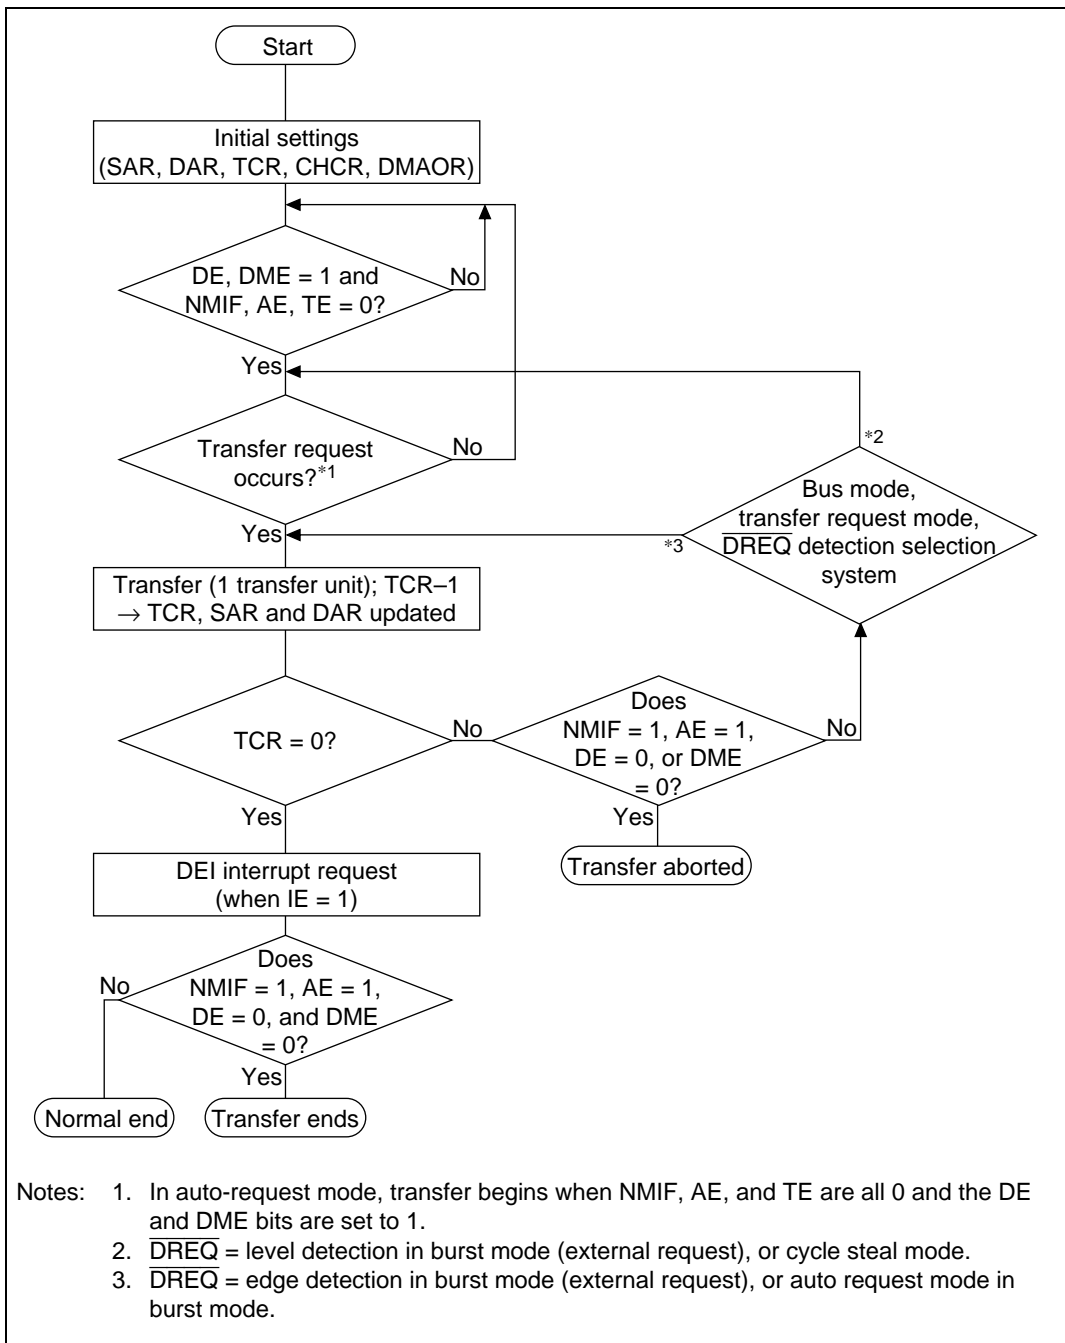 Start
Initial settings
(SAR, DAR, TCR, CHCR, DMAOR)
DE, DME = 1 and
NMIF, AE, TE = 0?
No
Yes
Transfer request
occurs?*1
No
Yes
*2
Bus mode,
transfer request mode,
DREQ detection selection
system
*3
Transfer (1 transfer unit); TCR–1
→ TCR, SAR and DAR updated
TCR = 0?
No
Yes
Does
NMIF = 1, AE = 1,
DE = 0, or DME
= 0?
No
Yes
Transfer aborted
DEI interrupt request
(when IE = 1)
Does
NMIF = 1, AE = 1,
DE = 0, and DME
= 0?
No
Yes
Normal end
Transfer ends
Notes: 1. In auto-request mode, transfer begins when NMIF, AE, and TE are all 0 and the DE
and DME bits are set to 1.
2. DREQ = level detection in burst mode (external request), or cycle steal mode.
3. DREQ = edge detection in burst mode (external request), or auto request mode in
burst mode.